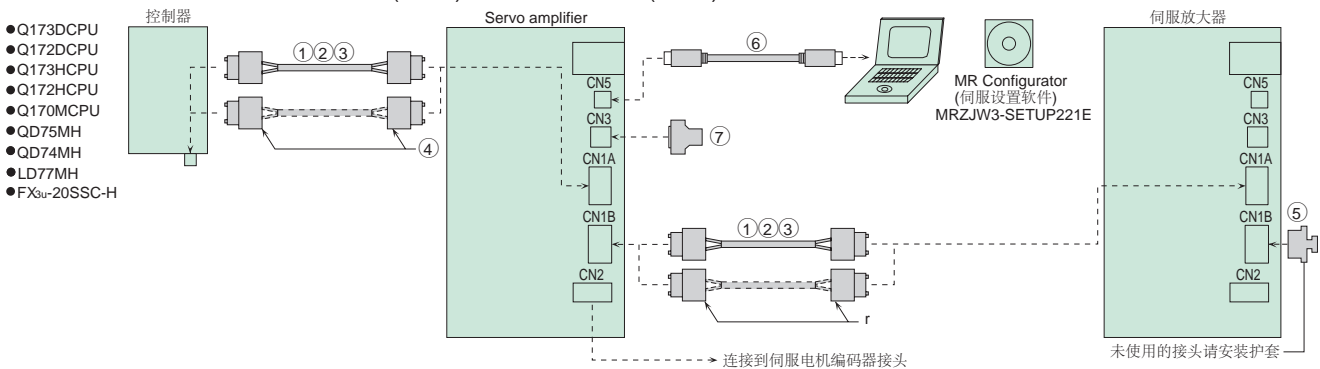 控制器
●Q173DCPU
●Q172DCPU
●Q173HCPU
●Q172HCPU
●Q170MCPU
●QD75MH
●QD74MH
●LD77MH
●FX3u-20SSC-H
①②③
④
Servo amplifier
CN5
CN3
CN1A
CN1B
CN2
⑥
⑦
MR Configurator
(伺服设置软件)
MRZJW3-SETUP221E
①②③
r
连接到伺服电机编码器接头
伺服放大器
CN5
CN3
CN1A
CN1B
CN2
⑤
未使用的接头请安装护套